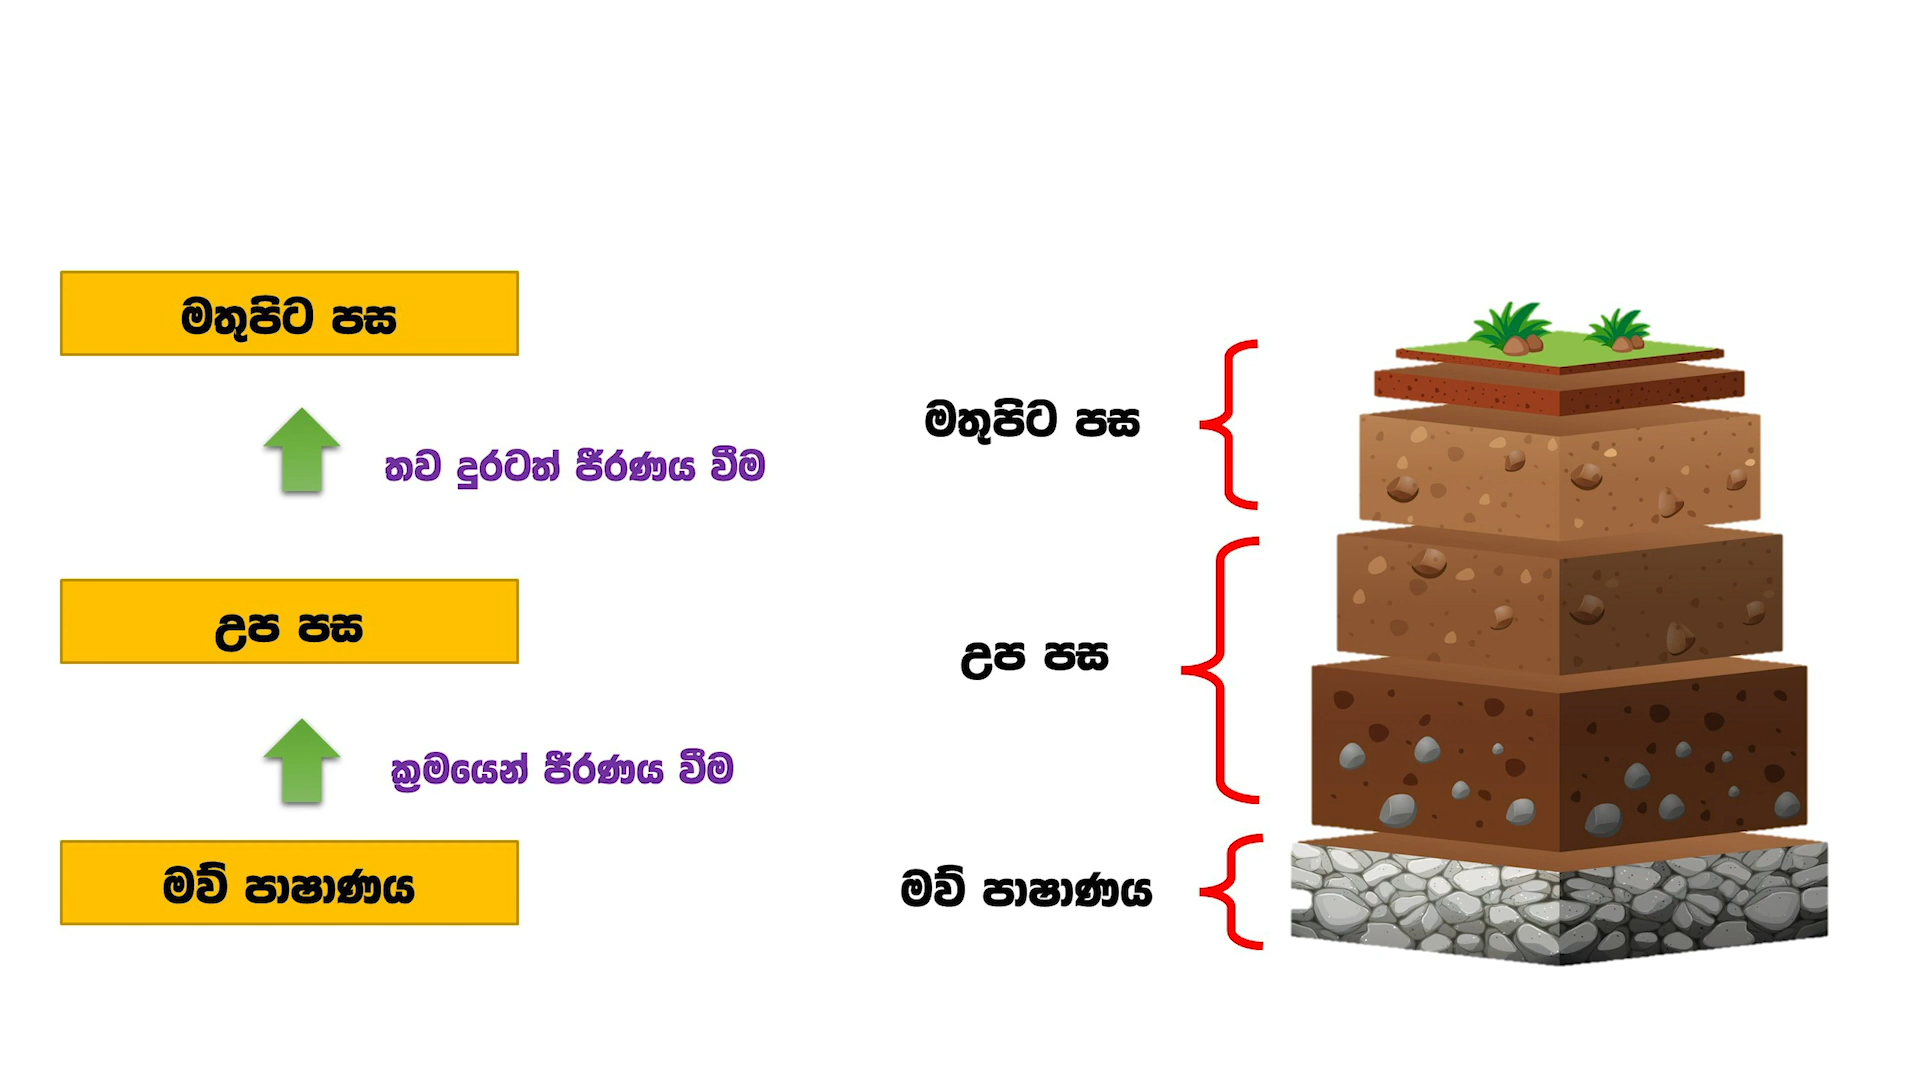 මතුපිට පස
තව දුරටත් ජීරණය වීම
උප පස
ක්‍රමයෙන් ජීරණය වීම
මව් පාෂාණය
මතුපිට පස
උප පස
මව් පාෂාණය